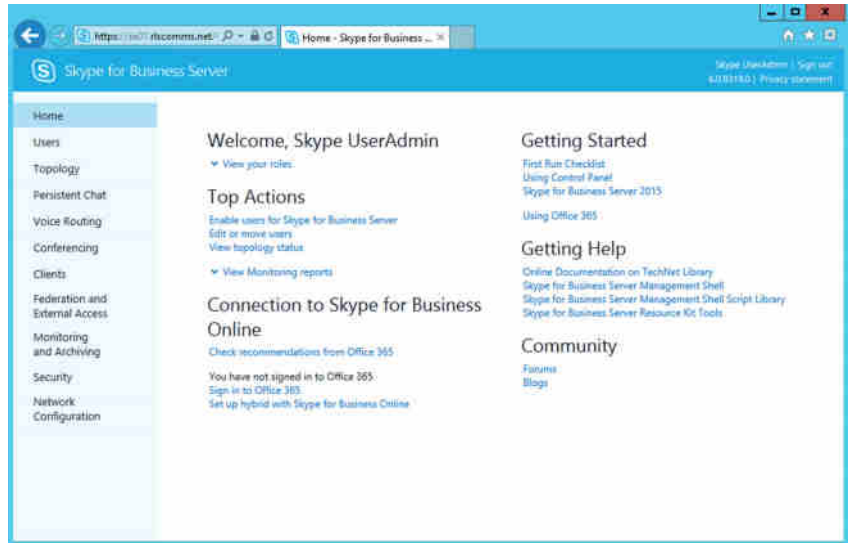 Home - Skype for Business ...
Skype for Business Server
Skype UserAdmin | Sign out
6.0.9319.0 | Privacy statement
Home
Users
Topology
Persistent Chat
Voice Routing
Conferencing
Clients
Federation and
External Access
Monitoring
and Archiving
Security
Network
Configuration
Welcome, Skype UserAdmin
View your roles
Top Actions
Enable users for Skype for Business Server
Edit or move users
View topology status
View Monitoring reports
Connection to Skype for Business
Online
Check recommendations from Office 365
You have not signed in to Office 365
Sign in to Office 365
Set up hybrid with Skype for Business Online
Getting Started
First Run Checklist
Using Control Panel
Skype for Business Server 2015
Using Office 365
Getting Help
Online Documentation on TechNet Library
Skype for Business Server Management Shell
Skype for Business Server Management Shell Script Library
Skype for Business Server Resource Kit Tools
Community
Forums
Blogs